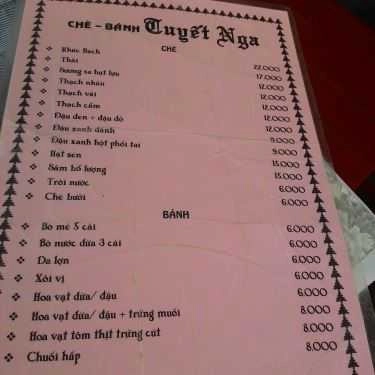 CHÈ - BÁNH Tuyết Nga
CHÈ
Khúc Bạch
Thái 22.000
Sương sa hạt lựu 17.000
Thạch nhãn 12.000
Thạch vải 12.000
Thạch cầm 12.000
Đậu đen + đậu đỏ 12.000
Đậu xanh đánh 12.000
Đậu xanh hột phổi tai 9.000
Hạt sen 9.000
Sâm bổ lượng 15.000
Trôi nước 15.000
Chè bưởi 6.000
6.000
BÁNH
Bò mè 5 cái 6.000
Bò nước dừa 3 cái 6.000
Da lợn 6.000
Xôi vị 6.000
Hoa vạt dừa/ đậu 6.000
Hoa vạt dừa/ đậu + trứng muối 8.000
Hoa vạt tôm thịt trứng cút 8.000
Chuối hấp 8.000